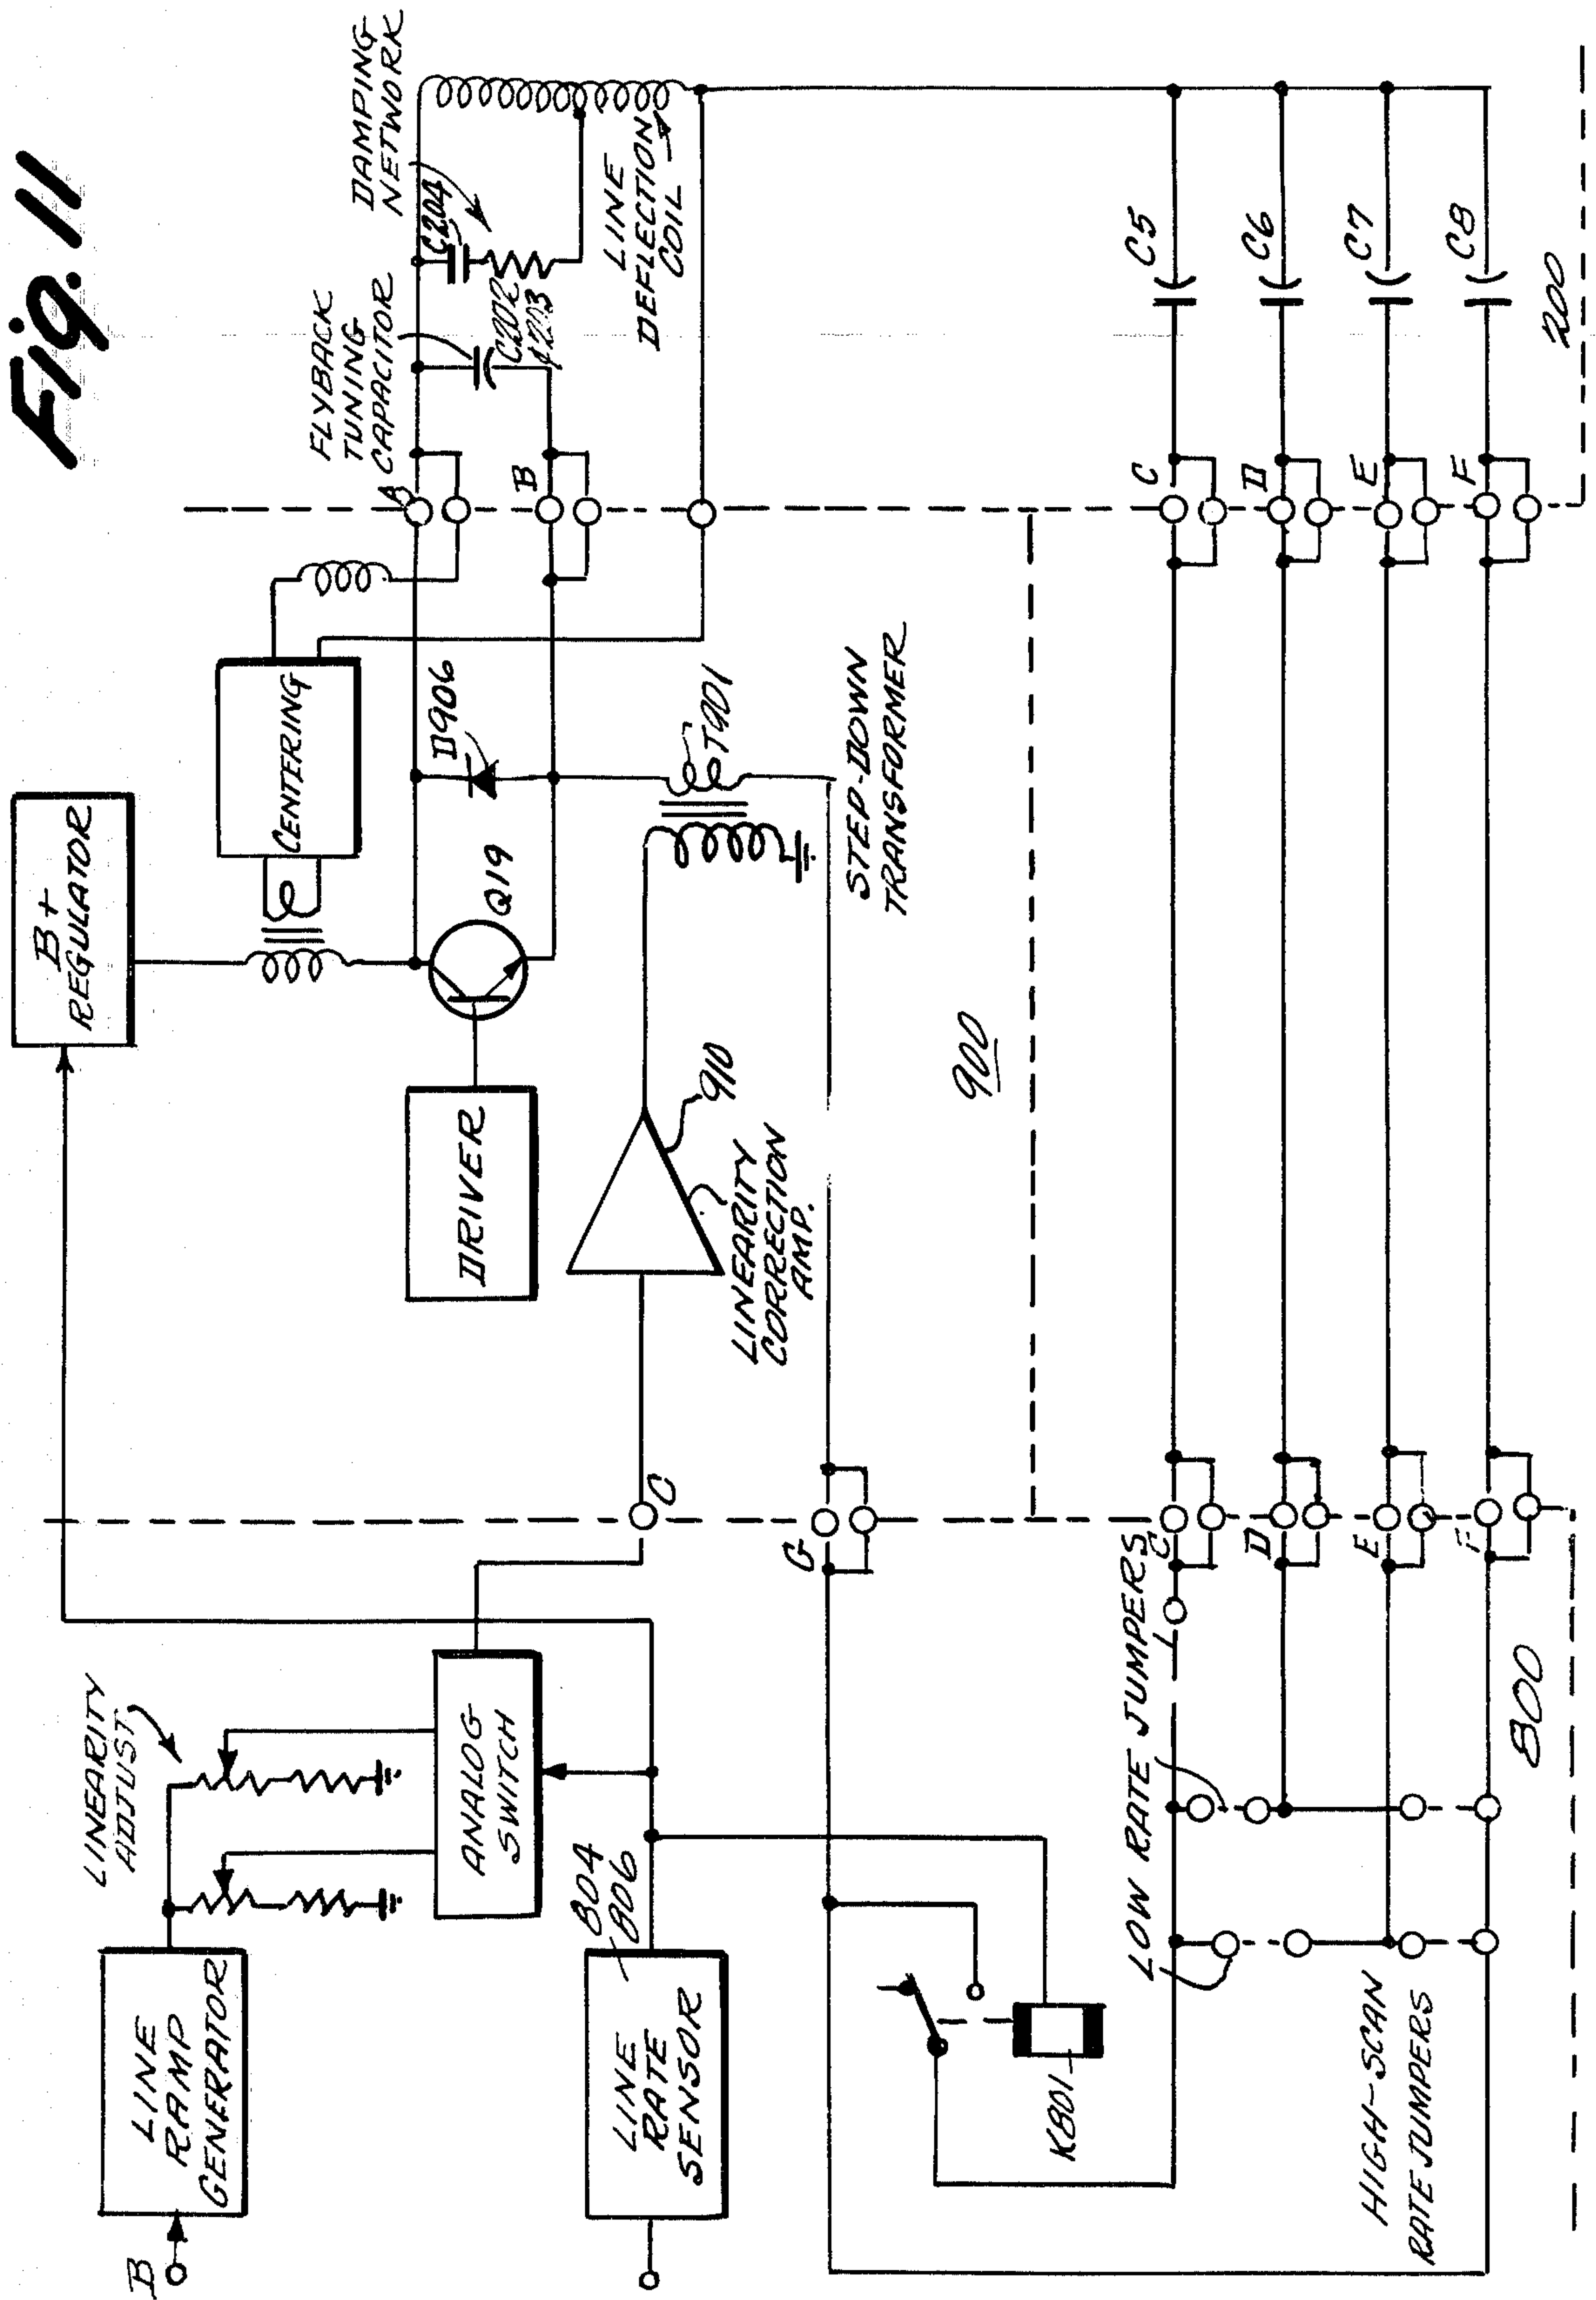 Fig. 11
B+
REGULATOR
CENTERING
DRIVER
Q19
D906
FLYBACK
TUNING
CAPACITOR
DAMPING
NETWORK
C204
C202
LINE
DEFLECTION
COIL
A
B
T901
STEP-DOWN
TRANSFORMER
910
LINEARITY
CORRECTION
AMP.
900
LINEARITY
ADJUST
B
LINE
RAMP
GENERATOR
ANALOG
SWITCH
C
LINE
RATE
SENSOR
804
806
G
K801
LOW RATE JUMPERS
HIGH-SCAN
RATE JUMPERS
800
C
D
E
F
C
D
E
F
C5
C6
C7
C8
200